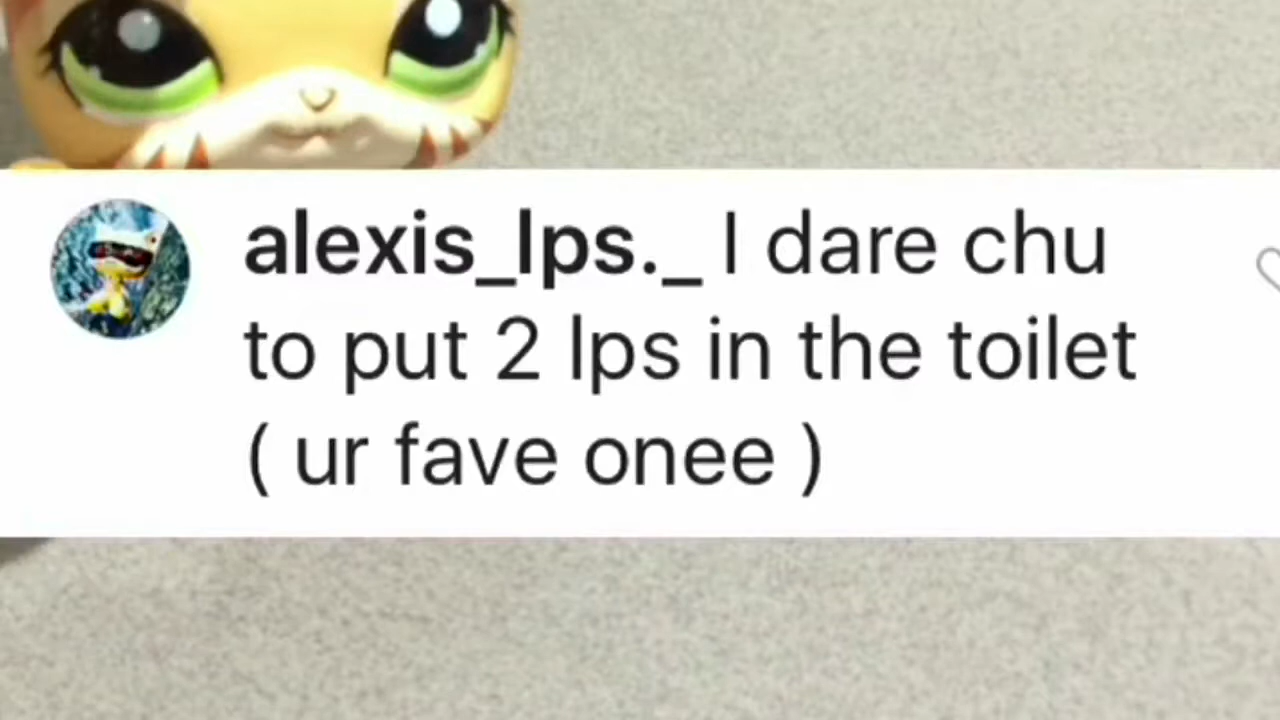 alexis_lps._ I dare chu
to put 2 lps in the toilet
( ur fave onee )